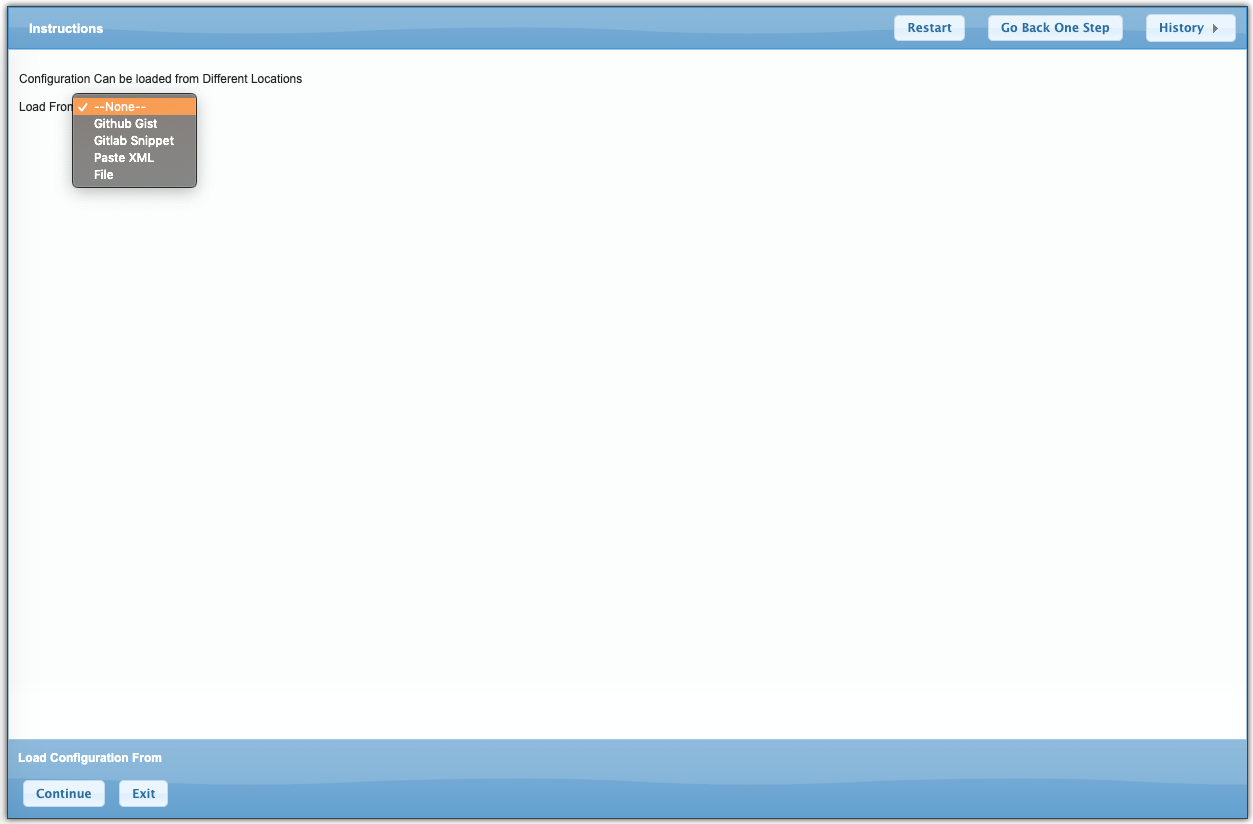 Instructions
Restart
Go Back One Step
History
Configuration Can be loaded from Different Locations
Load From
--None--
Github Gist
Gitlab Snippet
Paste XML
File
Load Configuration From
Continue
Exit